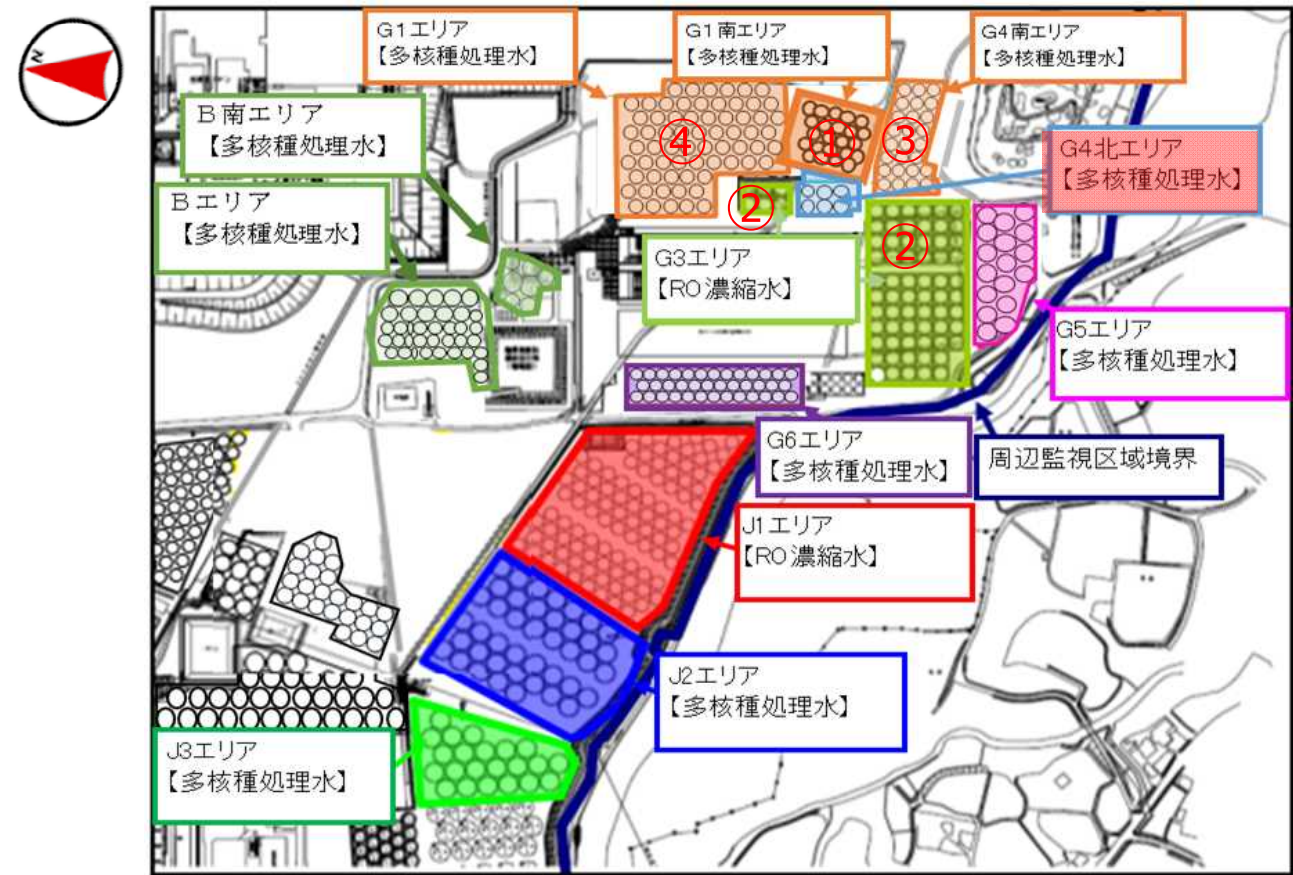 N
G1エリア
【多核種処理水】
G1南エリア
【多核種処理水】
G4南エリア
【多核種処理水】
B南エリア
【多核種処理水】
Bエリア
【多核種処理水】
④
①
③
G4北エリア
【多核種処理水】
②
②
G3エリア
【RO濃縮水】
G5エリア
【多核種処理水】
G6エリア
【多核種処理水】
周辺監視区域境界
J1エリア
【RO濃縮水】
J2エリア
【多核種処理水】
J3エリア
【多核種処理水】